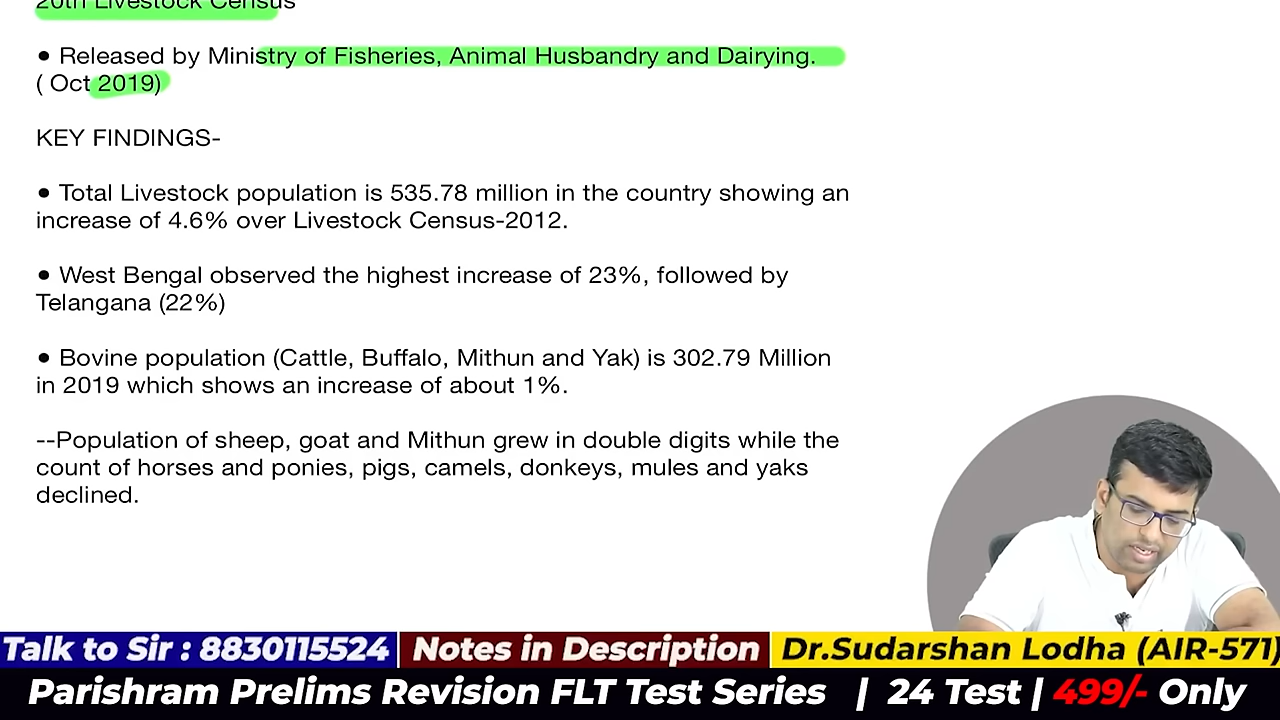 20th Livestock Census
● Released by Ministry of Fisheries, Animal Husbandry and Dairying.
( Oct 2019)
KEY FINDINGS-
● Total Livestock population is 535.78 million in the country showing an
increase of 4.6% over Livestock Census-2012.
● West Bengal observed the highest increase of 23%, followed by
Telangana (22%)
● Bovine population (Cattle, Buffalo, Mithun and Yak) is 302.79 Million
in 2019 which shows an increase of about 1%.
--Population of sheep, goat and Mithun grew in double digits while the
count of horses and ponies, pigs, camels, donkeys, mules and yaks
declined.
Talk to Sir : 8830115524 Notes in Description Dr.Sudarshan Lodha (AIR-571)
Parishram Prelims Revision FLT Test Series | 24 Test | 499/- Only